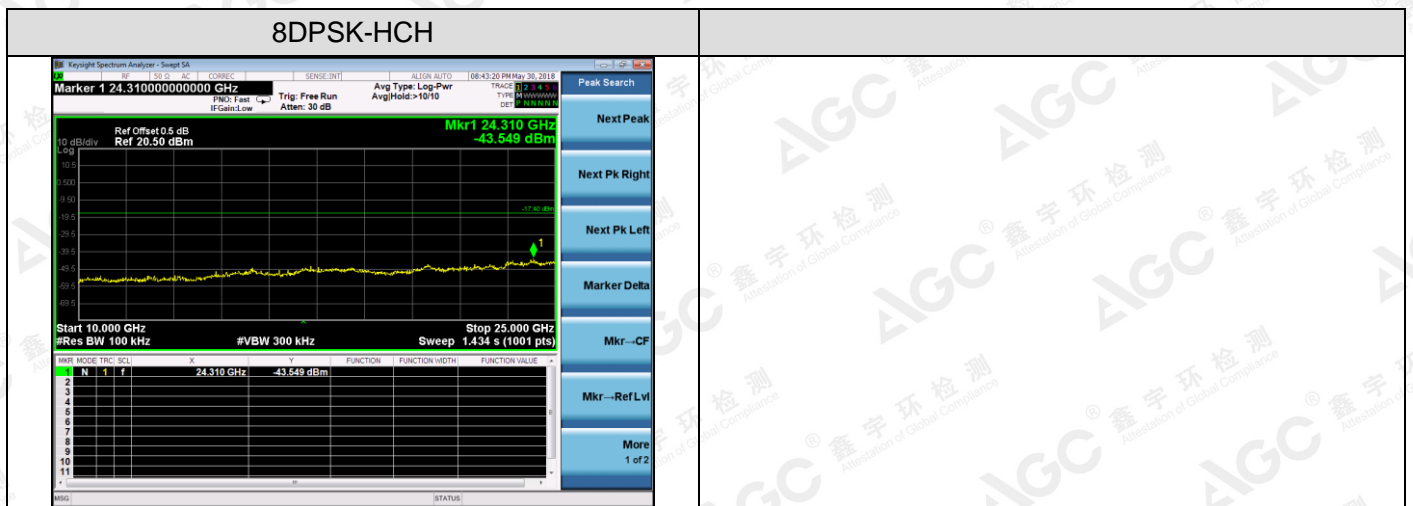 8DPSK-HCH
Keysight Spectrum Analyzer - Swept SA
RF 50 Ω AC CORREC SENSE:INT ALIGN AUTO 08:43:20 PM May 30, 2018
Marker 1 24.310000000000 GHz
PNO: Fast
IFGain:Low
Trig: Free Run
Atten: 30 dB
Avg Type: Log-Pwr
Avg|Hold:>10/10
TRACE 1 2 3 4 5 6
TYPE M W W W W W
DET P N N N N N
Peak Search
Next Peak
Next Pk Right
Next Pk Left
Marker Delta
Mkr→CF
Mkr→RefLvl
More
1 of 2
Mkr1 24.310 GHz
-43.549 dBm
Ref Offset 0.5 dB
10 dB/div Ref 20.50 dBm
Log
10.5
0.500
-9.50
-19.5
-29.5
-39.5
-49.5
-59.5
-69.5
-17.40 dBm
1
Start 10.000 GHz
Stop 25.000 GHz
#Res BW 100 kHz
#VBW 300 kHz
Sweep 1.434 s (1001 pts)
MKR MODE TRC SCL X Y FUNCTION FUNCTION WIDTH FUNCTION VALUE
1 N 1 f 24.310 GHz -43.549 dBm
2
3
4
5
6
7
8
9
10
11
MSG
STATUS
AGC
鑫宇环检测
Attestation of Global Compliance